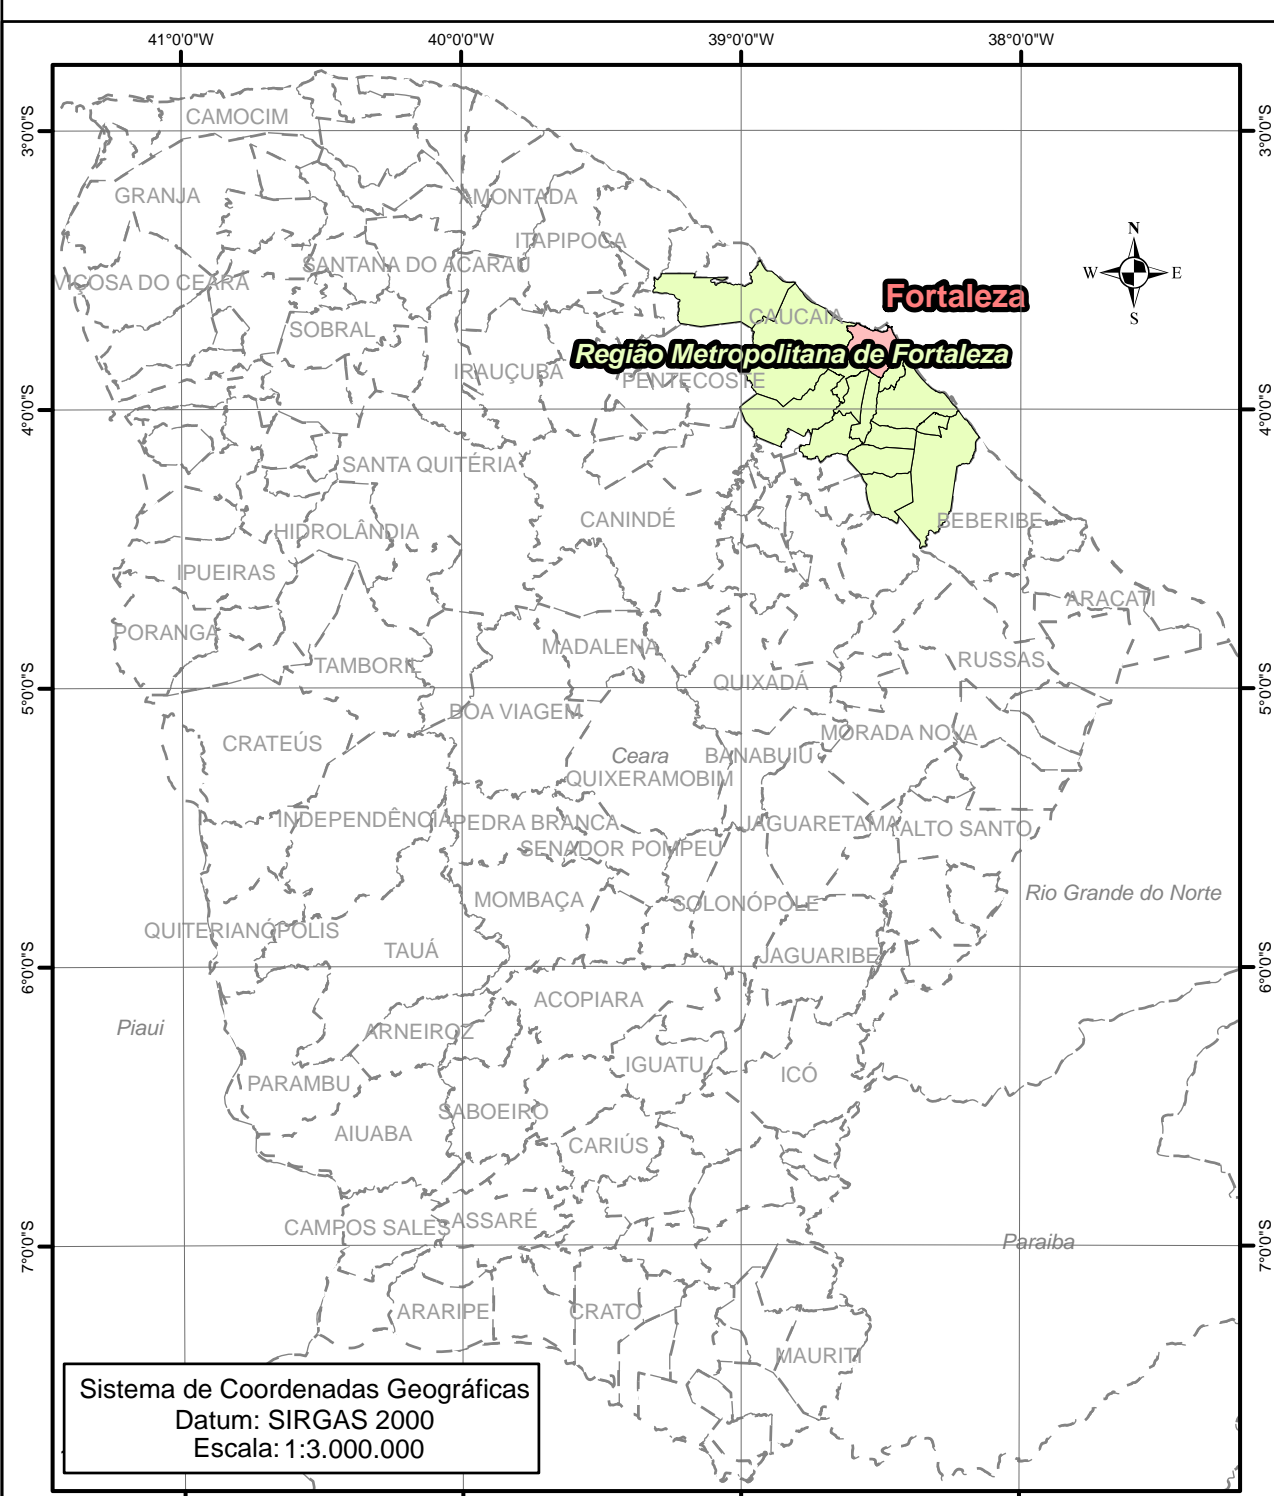 41°0'0"W
40°0'0"W
39°0'0"W
38°0'0"W
3°0'0"S
3°0'0"S
CAMOCIM
GRANJA
AMONTADA
ITAPIPOCA
N
W
E
S
SANTANA DO ACARAÚ
VIÇOSA DO CEARÁ
Fortaleza
CAUCAIA
SOBRAL
Região Metropolitana de Fortaleza
IRAUÇUBA
PENTECOSTE
4°0'0"S
4°0'0"S
SANTA QUITÉRIA
CANINDÉ
BEBERIBE
HIDROLÂNDIA
IPUEIRAS
ARACATI
PORANGA
MADALENA
TAMBORIL
RUSSAS
QUIXADÁ
5°0'0"S
5°0'0"S
BOA VIAGEM
MORADA NOVA
CRATEÚS
Ceara
BANABUIU
QUIXERAMOBIM
INDEPENDÊNCIA
PEDRA BRANCA
JAGUARETAMA
ALTO SANTO
SENADOR POMPEU
Rio Grande do Norte
MOMBAÇA
SOLONÓPOLE
QUITERIANÓPOLIS
TAUÁ
JAGUARIBE
6°0'0"S
6°0'0"S
ACOPIARA
Piaui
ARNEIROZ
IGUATU
ICÓ
PARAMBU
SABOEIRO
AIUABA
CARIÚS
CAMPOS SALES
ASSARÉ
7°0'0"S
7°0'0"S
Paraiba
ARARIPE
CRATO
MAURITI
Sistema de Coordenadas Geográficas
Datum: SIRGAS 2000
Escala: 1:3.000.000